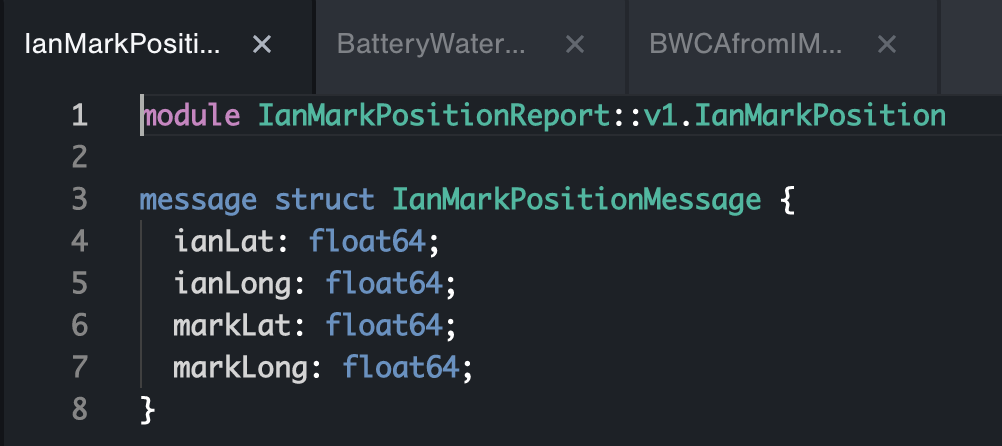 IanMarkPositi... × BatteryWater... × BWCAfromIM... ×
1 module IanMarkPositionReport::v1.IanMarkPosition
2
3 message struct IanMarkPositionMessage {
4 ianLat: float64;
5 ianLong: float64;
6 markLat: float64;
7 markLong: float64;
8 }